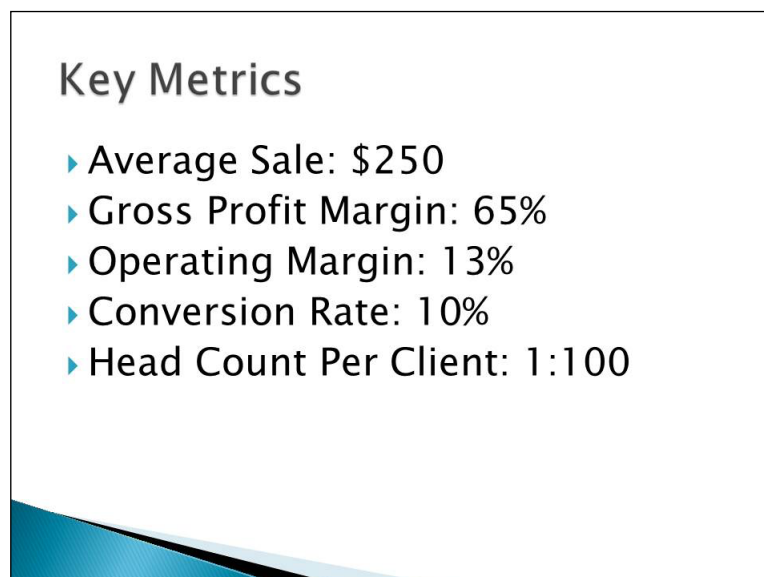 Key Metrics
Average Sale: $250
Gross Profit Margin: 65%
Operating Margin: 13%
Conversion Rate: 10%
Head Count Per Client: 1:100